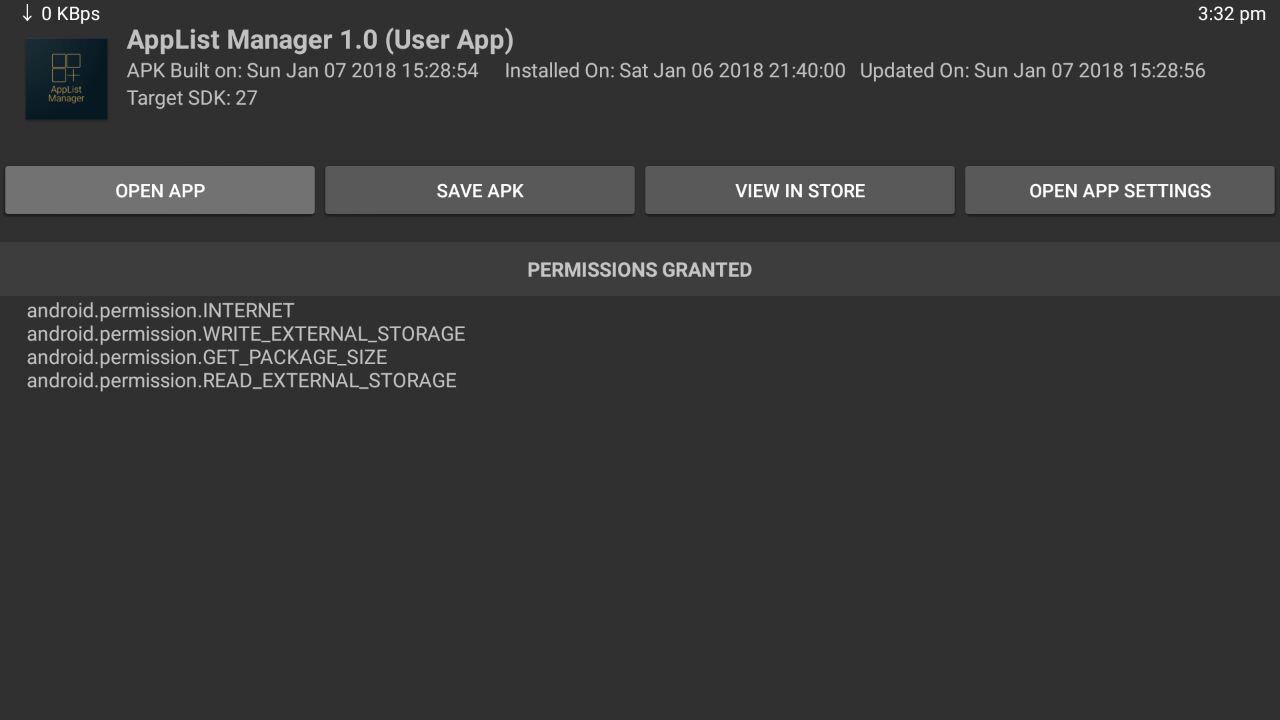 ↓ 0 KBps
3:32 pm
AppList Manager 1.0 (User App)
APK Built on: Sun Jan 07 2018 15:28:54 Installed On: Sat Jan 06 2018 21:40:00 Updated On: Sun Jan 07 2018 15:28:56
Target SDK: 27
AppList
Manager
OPEN APP
SAVE APK
VIEW IN STORE
OPEN APP SETTINGS
PERMISSIONS GRANTED
android.permission.INTERNET
android.permission.WRITE_EXTERNAL_STORAGE
android.permission.GET_PACKAGE_SIZE
android.permission.READ_EXTERNAL_STORAGE